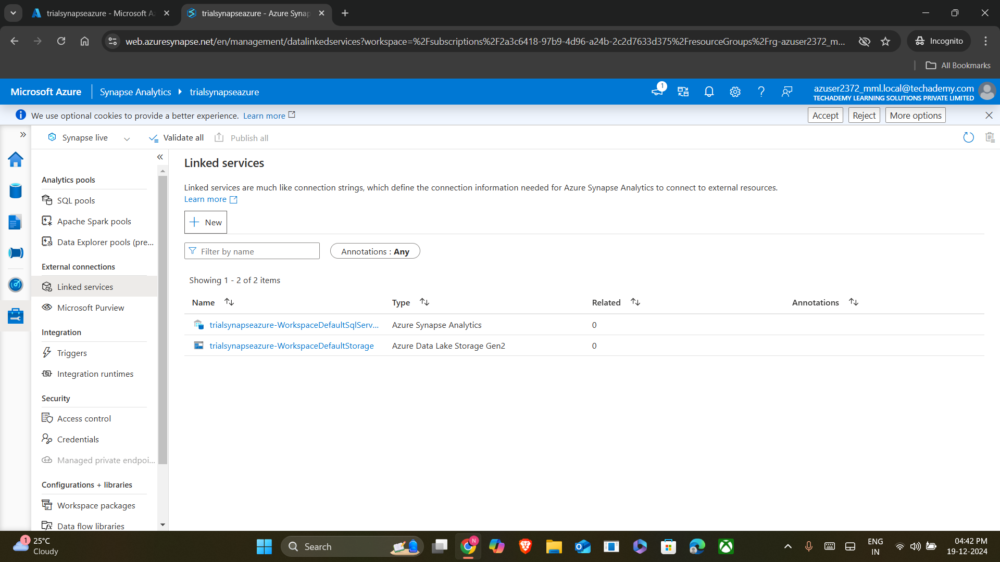 trialsynapseazure - Microsoft Az
trialsynapseazure - Azure Synap
web.azuresynapse.net/en/management/datalinkedservices?workspace=%2Fsubscriptions%2F2a3c6418-97b9-4d96-a24b-2c2d7633d375%2FresourceGroups%2Frg-azuser2372_m...
Incognito
All Bookmarks
Microsoft Azure
Synapse Analytics
trialsynapseazure
1
azuser2372_mml.local@techademy.com
TECHADEMY LEARNING SOLUTIONS PRIVATE LIMITED
We use optional cookies to provide a better experience. Learn more
Accept
Reject
More options
Synapse live
Validate all
Publish all
Analytics pools
SQL pools
Apache Spark pools
Data Explorer pools (pre...
External connections
Linked services
Microsoft Purview
Integration
Triggers
Integration runtimes
Security
Access control
Credentials
Managed private endpoi...
Configurations + libraries
Workspace packages
Data flow libraries
Linked services
Linked services are much like connection strings, which define the connection information needed for Azure Synapse Analytics to connect to external resources.
Learn more
New
Filter by name
Annotations : Any
Showing 1 - 2 of 2 items
Name Type Related Annotations
trialsynapseazure-WorkspaceDefaultSqlServ... Azure Synapse Analytics 0
trialsynapseazure-WorkspaceDefaultStorage Azure Data Lake Storage Gen2 0
1
25°C
Cloudy
Search
N
ENG
IN
04:42 PM
19-12-2024